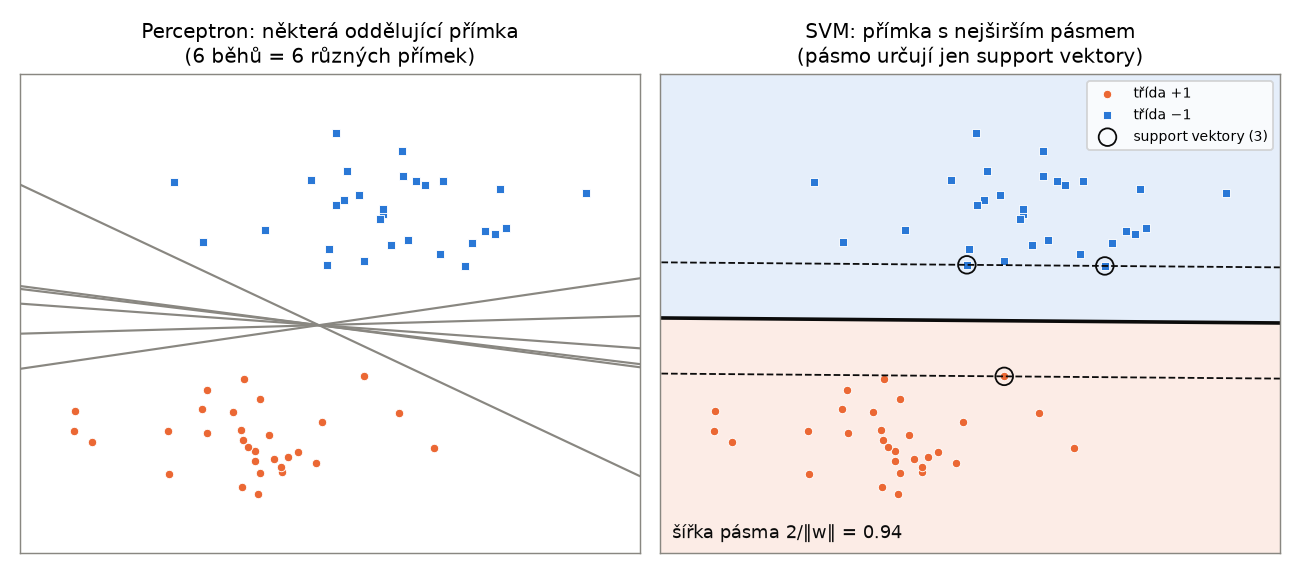 Perceptron: některá oddělující přímka
(6 běhů = 6 různých přímek)
SVM: přímka s nejširším pásmem
(pásmo určují jen support vektory)
třída +1
třída −1
support vektory (3)
šířka pásma 2/‖w‖ = 0.94